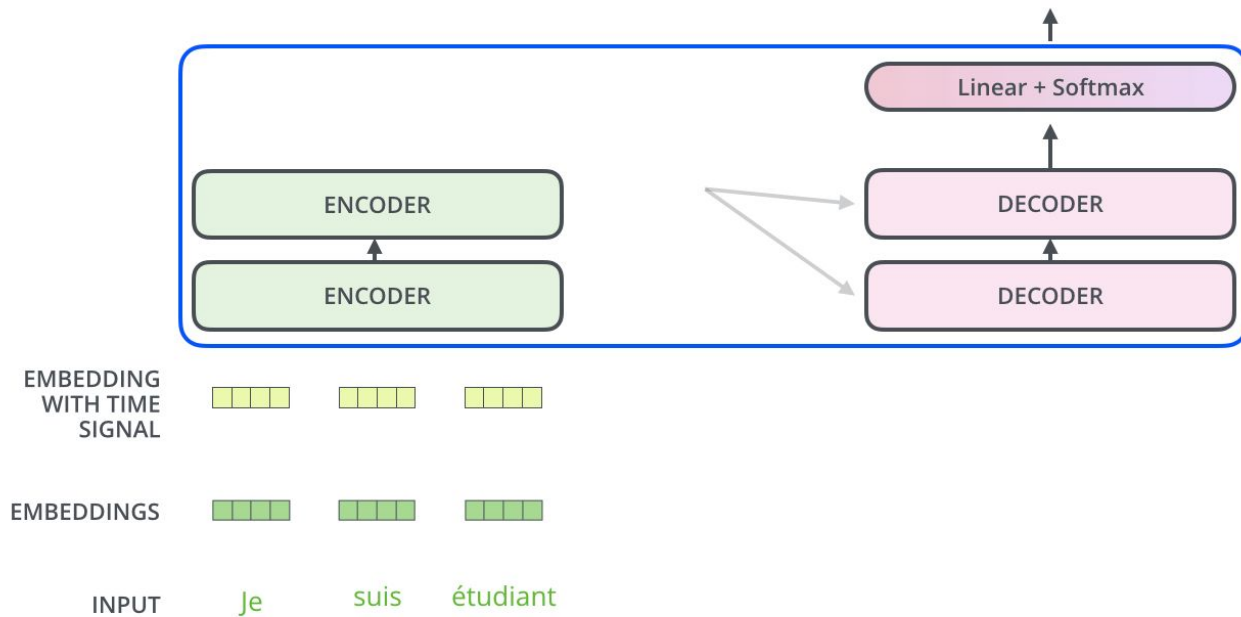 Linear + Softmax
ENCODER
DECODER
ENCODER
DECODER
EMBEDDING
WITH TIME
SIGNAL
EMBEDDINGS
INPUT
Je
suis
étudiant